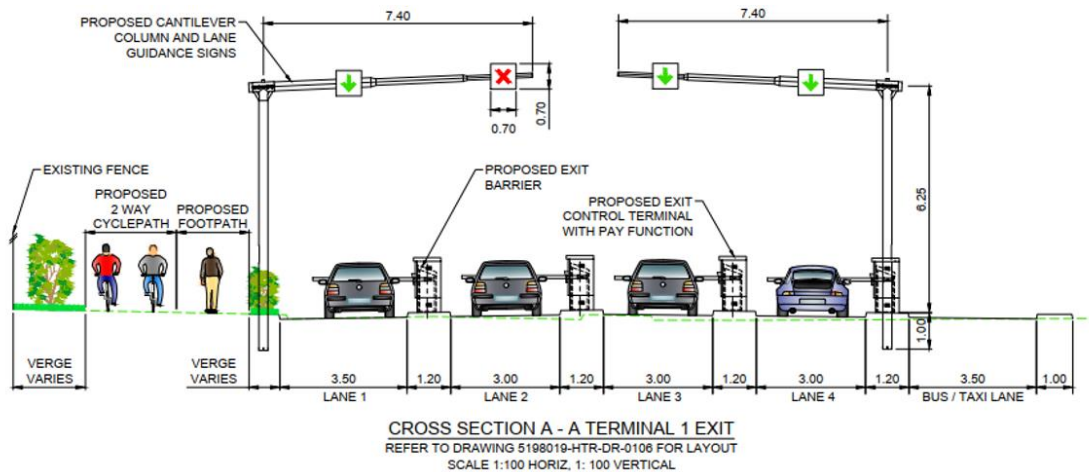 7.40
7.40
PROPOSED CANTILEVER
COLUMN AND LANE
GUIDANCE SIGNS
0.70
0.70
EXISTING FENCE
PROPOSED
2 WAY
CYCLEPATH
PROPOSED
FOOTPATH
PROPOSED EXIT
BARRIER
PROPOSED EXIT
CONTROL TERMINAL
WITH PAY FUNCTION
6.25
1.00
VERGE
VARIES
VERGE
VARIES
3.50
1.20
3.00
1.20
3.00
1.20
3.00
1.20
3.50
1.00
LANE 1
LANE 2
LANE 3
LANE 4
BUS / TAXI LANE
CROSS SECTION A - A TERMINAL 1 EXIT
REFER TO DRAWING 5198019-HTR-DR-0106 FOR LAYOUT
SCALE 1:100 HORIZ, 1: 100 VERTICAL